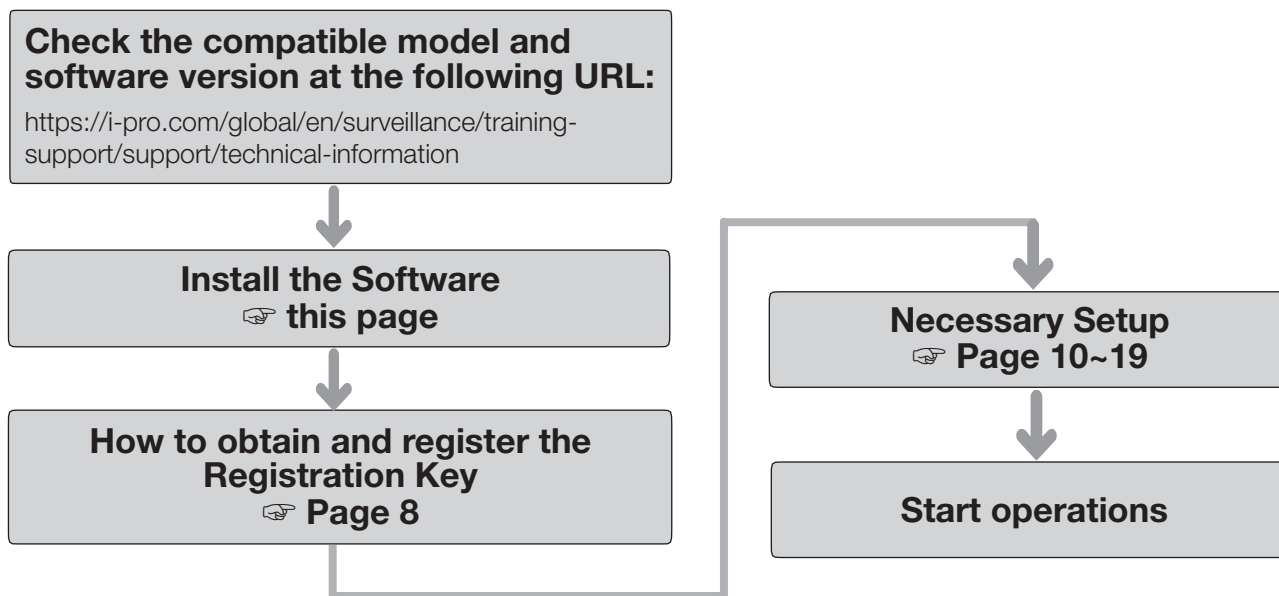 Check the compatible model and
software version at the following URL:
https://i-pro.com/global/en/surveillance/training-
support/support/technical-information
Install the Software
☞ this page
How to obtain and register the
Registration Key
☞ Page 8
Necessary Setup
☞ Page 10~19
Start operations